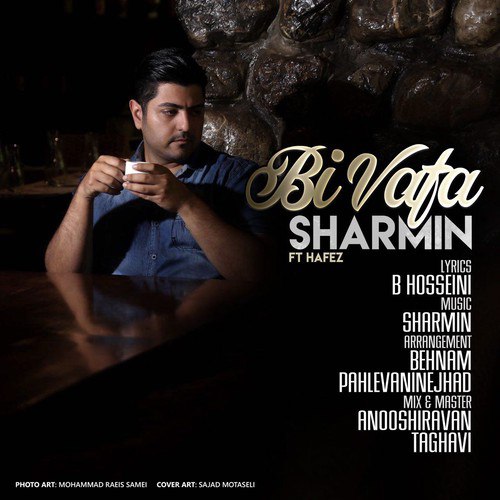 Bi Vafa
SHARMIN
FT HAFEZ
LYRICS
B HOSSEINI
MUSIC
SHARMIN
ARRANGEMENT
BEHNAM
PAHLEVANINEJHAD
MIX & MASTER
ANOOSHIRAVAN
TAGHAVI
PHOTO ART: MOHAMMAD RAEIS SAMEI COVER ART: SAJAD MOTASELI